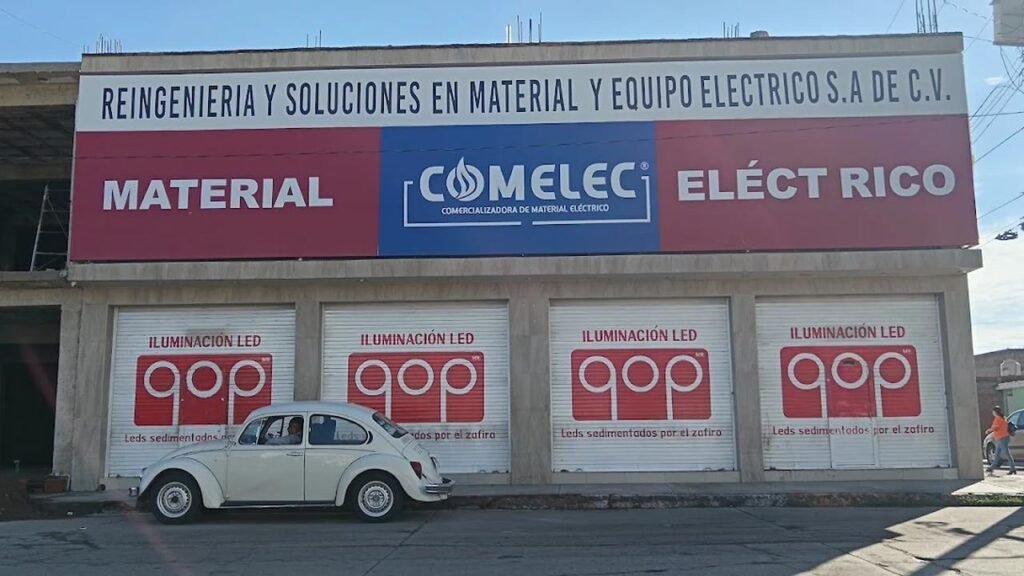 REINGENIERIA Y SOLUCIONES EN MATERIAL Y EQUIPO ELECTRICO S.A DE C.V.
MATERIAL
COMELEC®
COMERCIALIZADORA DE MATERIAL ELÉCTRICO
ELÉCT RICO
ILUMINACIÓN LED
qop
Leds sedimentados
ILUMINACIÓN LED
qop
por el zafiro
ILUMINACIÓN LED
qop
Leds sedimentados por el zafiro
ILUMINACIÓN LED
qop
Leds sedimentados por el zafiro